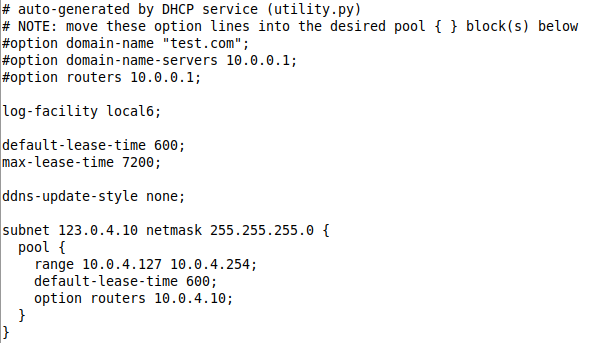 # auto-generated by DHCP service (utility.py)
# NOTE: move these option lines into the desired pool { } block(s) below
#option domain-name "test.com";
#option domain-name-servers 10.0.0.1;
#option routers 10.0.0.1;

log-facility local6;

default-lease-time 600;
max-lease-time 7200;

ddns-update-style none;

subnet 123.0.4.10 netmask 255.255.255.0 {
  pool {
    range 10.0.4.127 10.0.4.254;
    default-lease-time 600;
    option routers 10.0.4.10;
  }
}